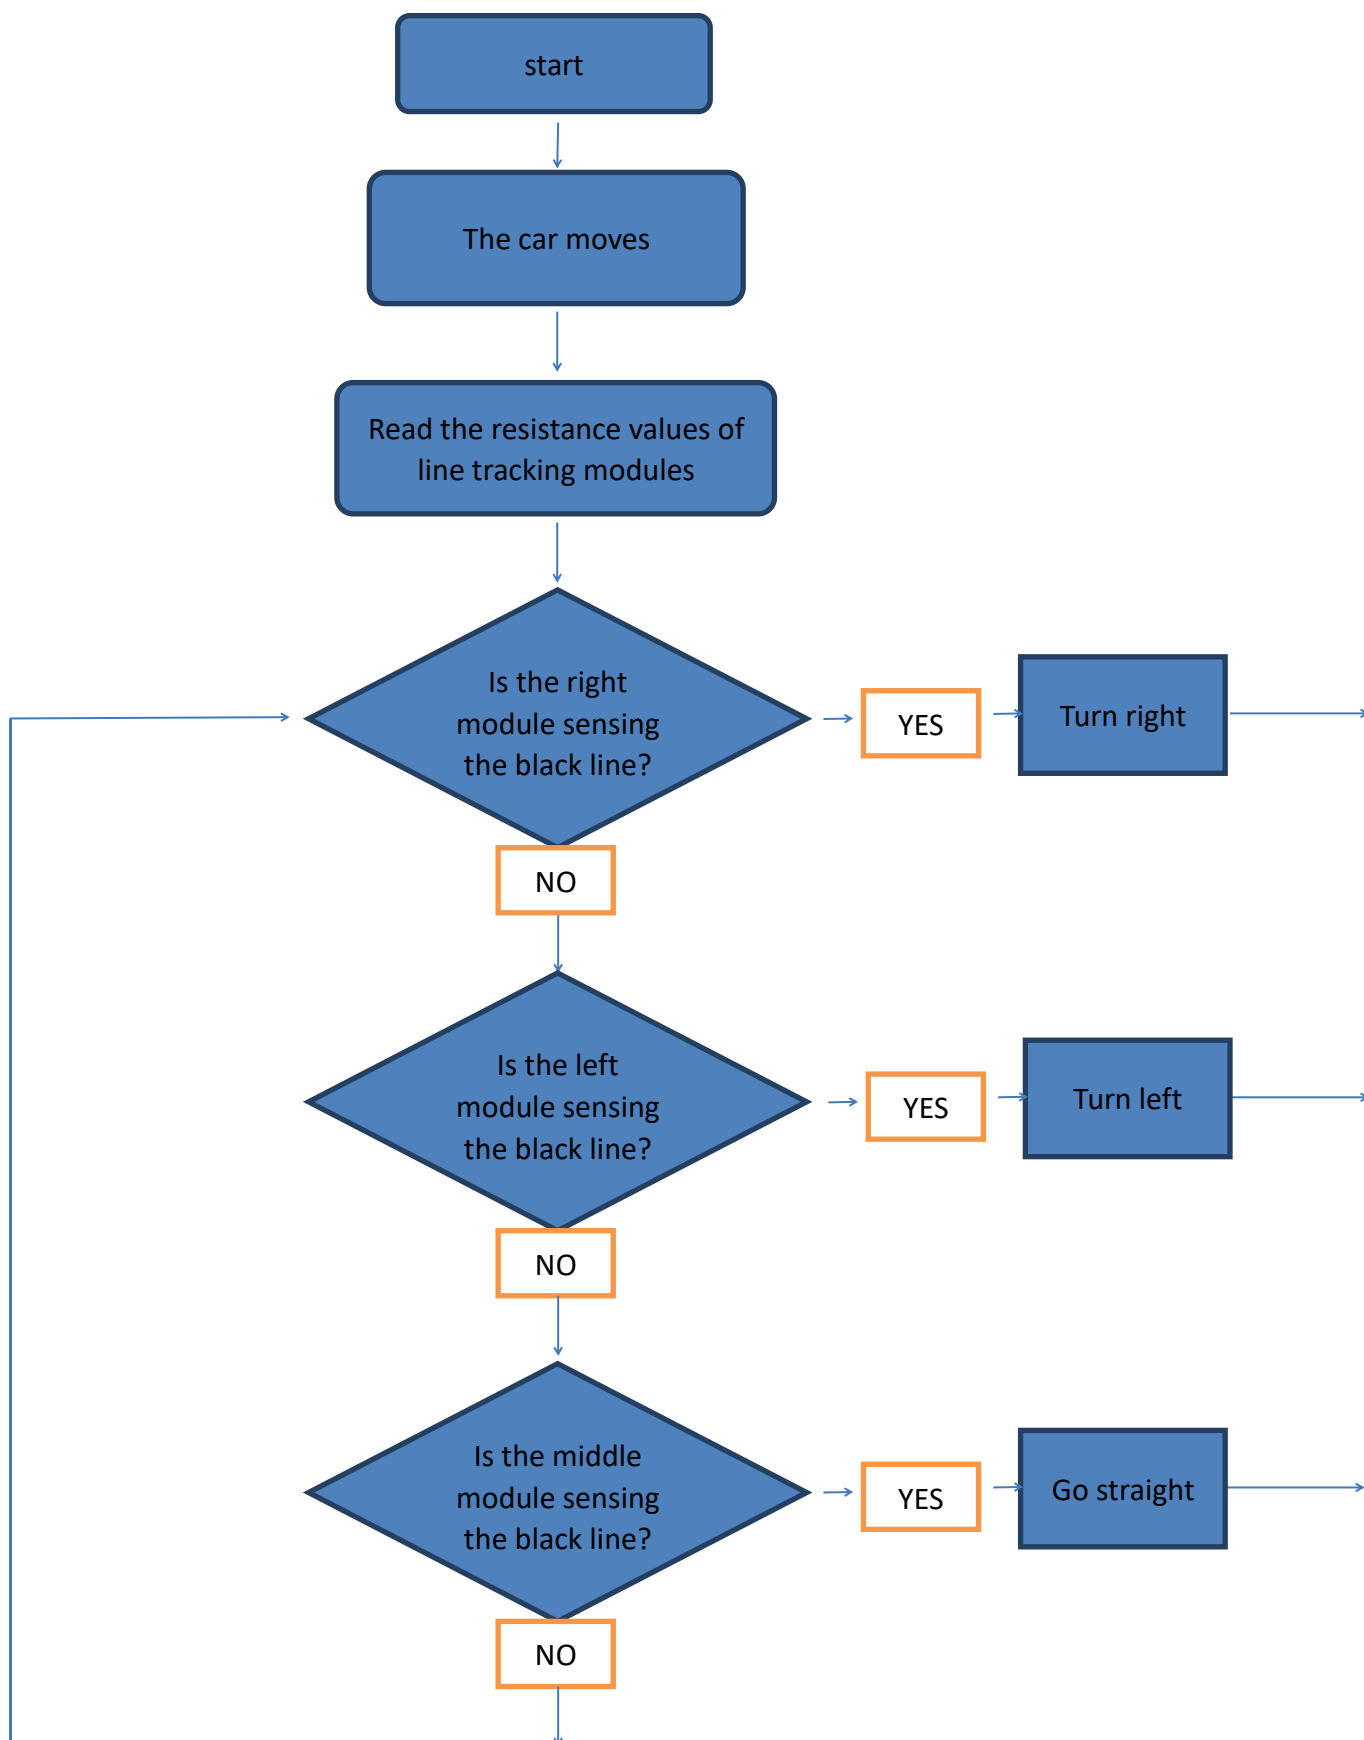 start
The car moves
Read the resistance values of
line tracking modules
Is the right
module sensing
the black line?
YES
Turn right
NO
Is the left
module sensing
the black line?
YES
Turn left
NO
Is the middle
module sensing
the black line?
YES
Go straight
NO